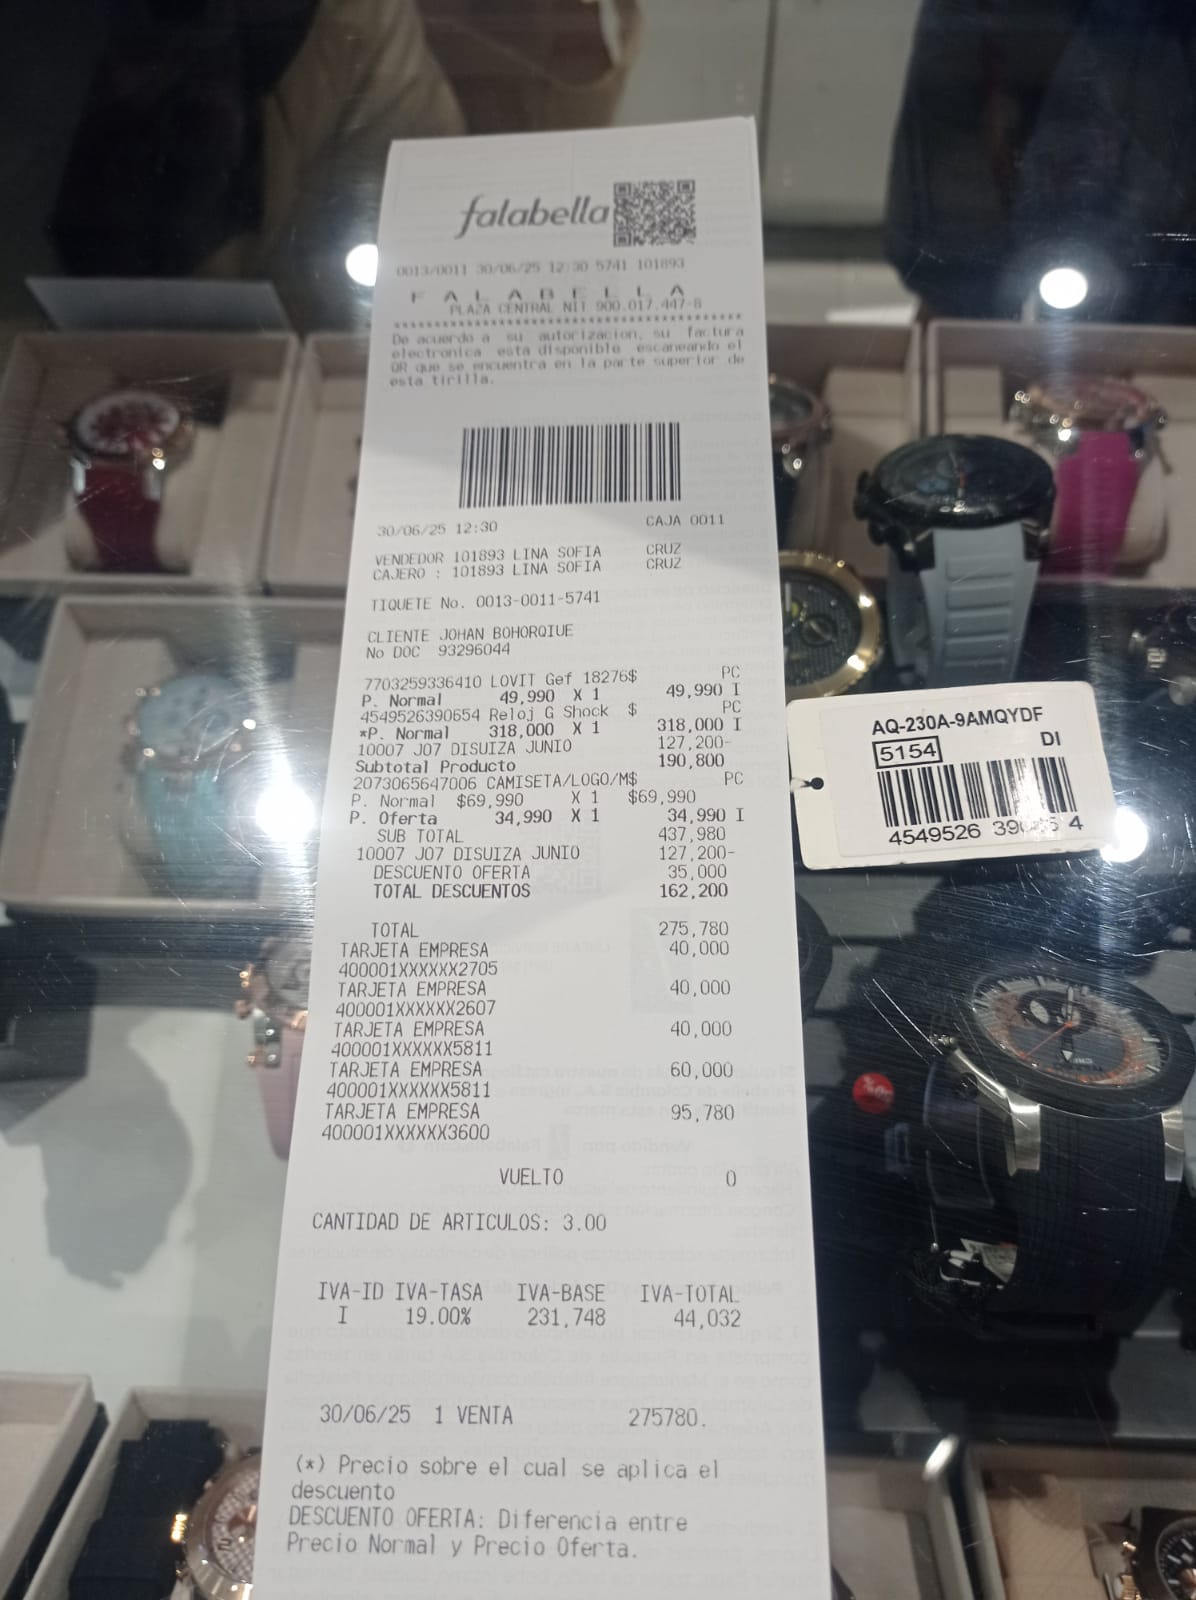 falabella
0013/0011 30/06/25 12:30 5741 101893
F A L A B E L L A
PLAZA CENTRAL NIT 900.017.447-8
De acuerdo a su autorizacion, su factura
electronica esta disponible escaneando el
QR que se encuentra en la parte superior de
esta tirilla.
30/06/25 12:30 CAJA 0011
VENDEDOR 101893 LINA SOFIA CRUZ
CAJERO : 101893 LINA SOFIA CRUZ
TIQUETE No. 0013-0011-5741
CLIENTE JOHAN BOHORQIUE
No DOC 93296044
7703259336410 LOVIT Gef 18276$ PC
P. Normal 49,990 X 1 49,990 I
4549526390654 Reloj G Shock $ PC
*P. Normal 318,000 X 1 318,000 I
10007 J07 DISUIZA JUNIO 127,200-
Subtotal Producto 190,800
2073065647006 CAMISETA/LOGO/M$ PC
P. Normal $69,990 X 1 $69,990
P. Oferta 34,990 X 1 34,990 I
SUB TOTAL 437,980
10007 J07 DISUIZA JUNIO 127,200-
DESCUENTO OFERTA 35,000
TOTAL DESCUENTOS 162,200
TOTAL 275,780
TARJETA EMPRESA 40,000
400001XXXXXX2705
TARJETA EMPRESA 40,000
400001XXXXXX2607
TARJETA EMPRESA 40,000
400001XXXXXX5811
TARJETA EMPRESA 60,000
400001XXXXXX5811
TARJETA EMPRESA 95,780
400001XXXXXX3600
VUELTO 0
CANTIDAD DE ARTICULOS: 3.00
IVA-ID IVA-TASA IVA-BASE IVA-TOTAL
I 19.00% 231,748 44,032
30/06/25 1 VENTA 275780.
(*) Precio sobre el cual se aplica el
descuento
DESCUENTO OFERTA: Diferencia entre
Precio Normal y Precio Oferta.
AQ-230A-9AMQYDF
5154 DI
4549526 4